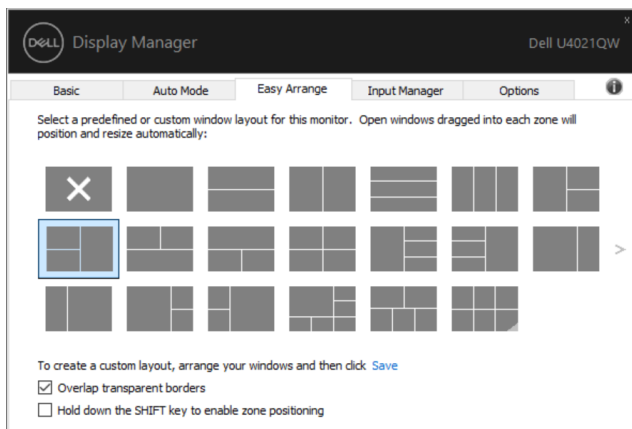 x
DELL Display Manager Dell U4021QW
Basic Auto Mode Easy Arrange Input Manager Options i
Select a predefined or custom window layout for this monitor. Open windows dragged into each zone will
position and resize automatically:
>
To create a custom layout, arrange your windows and then click Save
Overlap transparent borders
Hold down the SHIFT key to enable zone positioning